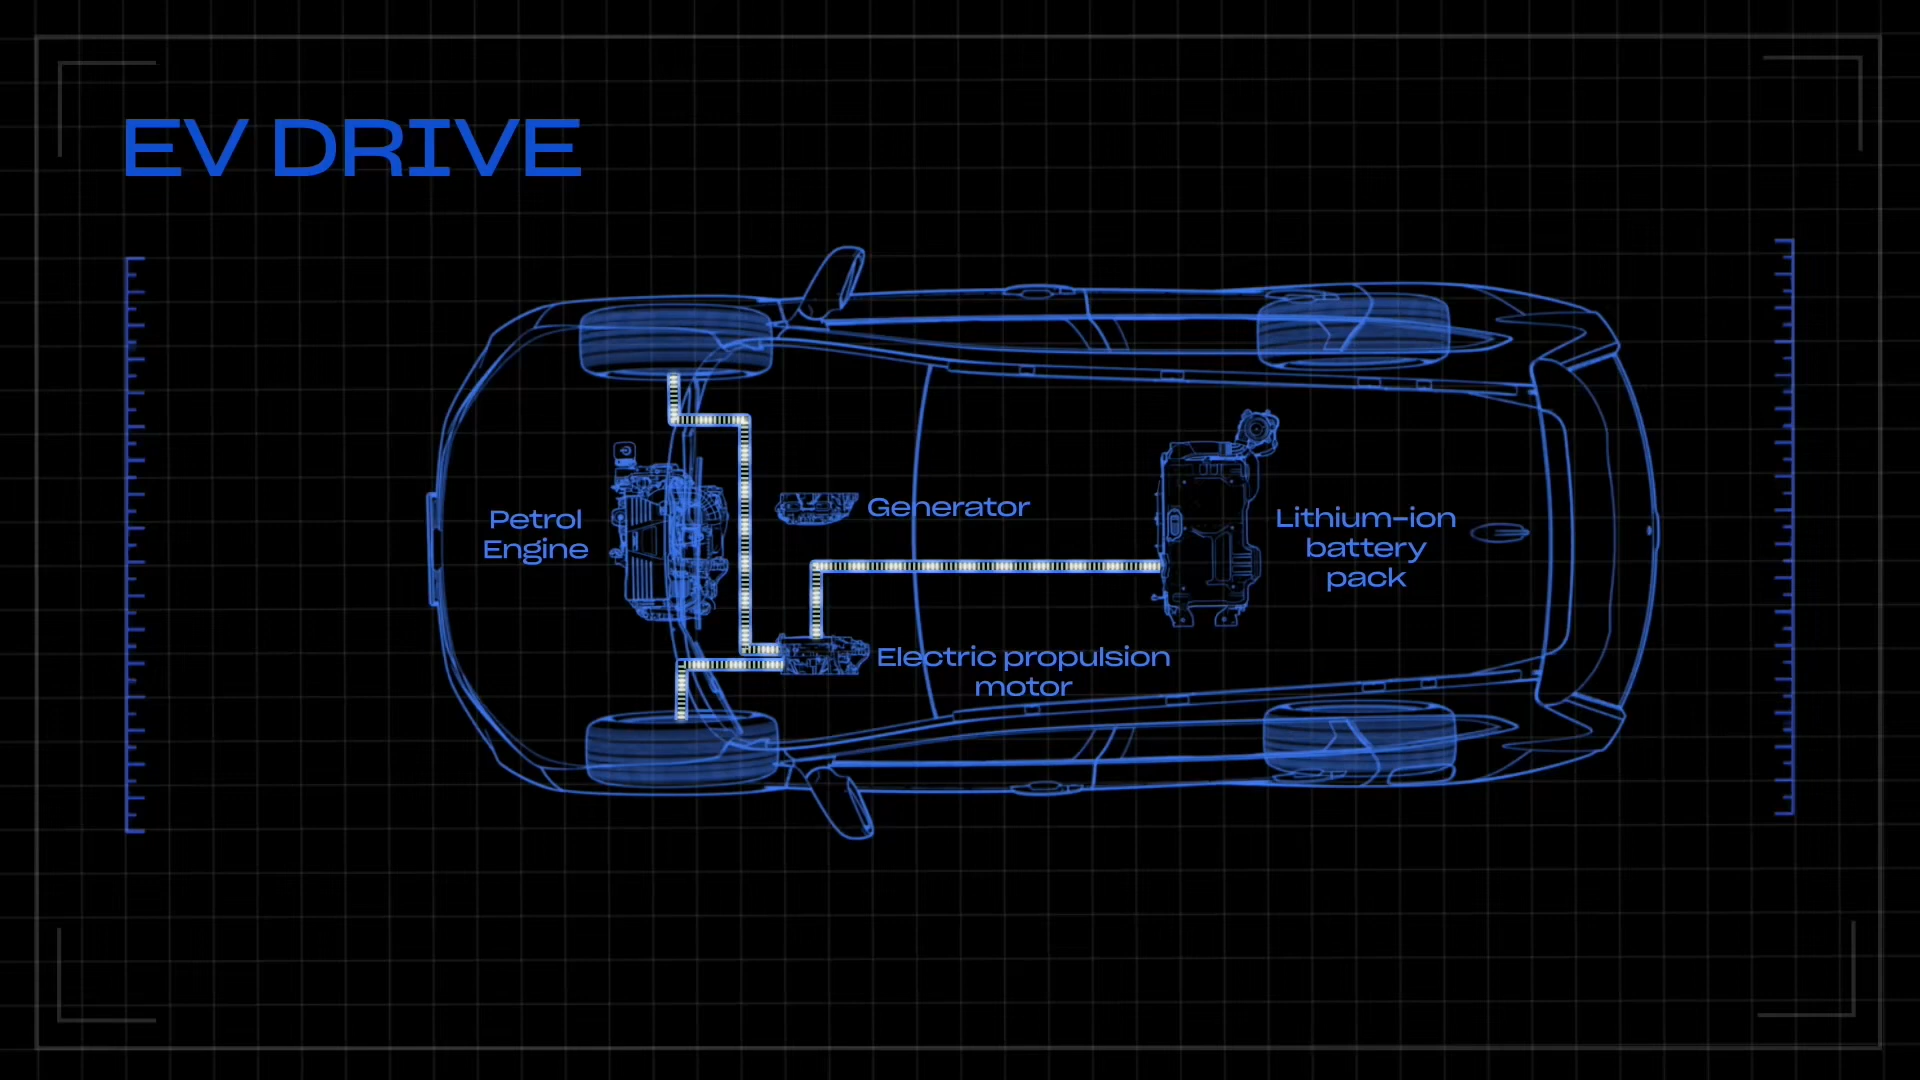 EV DRIVE
Generator
Petrol
Engine
Lithium-ion
battery
pack
Electric propulsion
motor